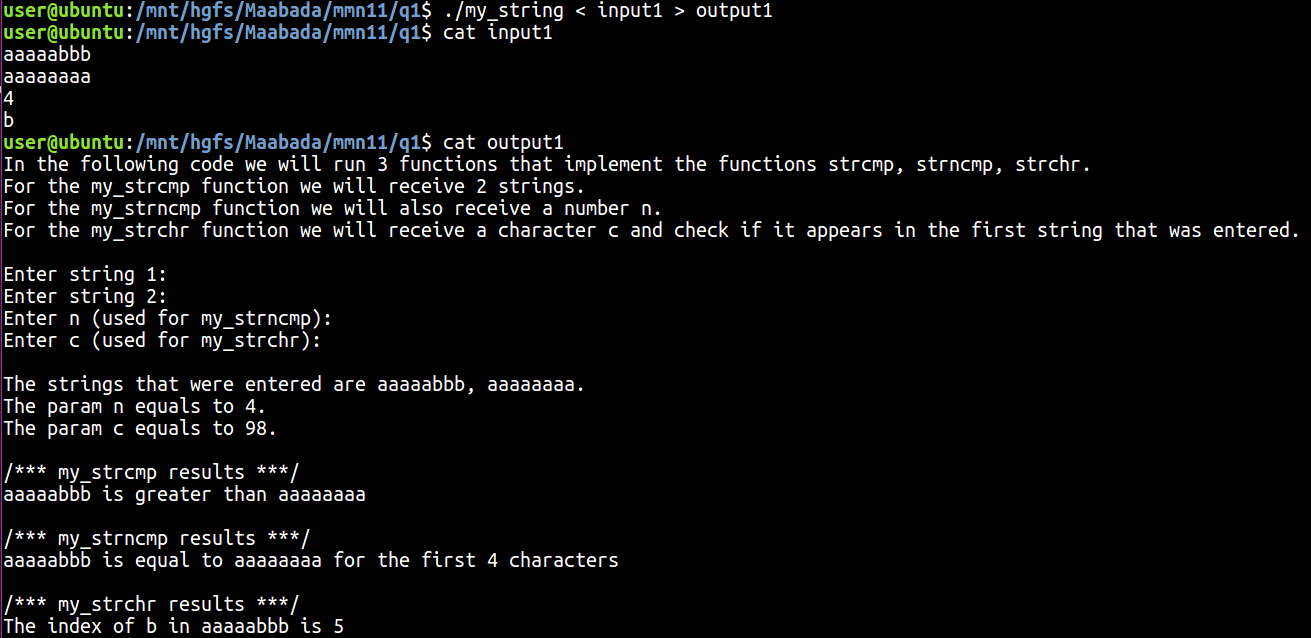 user@ubuntu:/mnt/hgfs/Maabada/mmn11/q1$ ./my_string < input1 > output1
user@ubuntu:/mnt/hgfs/Maabada/mmn11/q1$ cat input1
aaaaabbb
aaaaaaaa
4
b
user@ubuntu:/mnt/hgfs/Maabada/mmn11/q1$ cat output1
In the following code we will run 3 functions that implement the functions strcmp, strncmp, strchr.
For the my_strcmp function we will receive 2 strings.
For the my_strncmp function we will also receive a number n.
For the my_strchr function we will receive a character c and check if it appears in the first string that was entered.
Enter string 1:
Enter string 2:
Enter n (used for my_strncmp):
Enter c (used for my_strchr):
The strings that were entered are aaaaabbb, aaaaaaaa.
The param n equals to 4.
The param c equals to 98.
/*** my_strcmp results ***/
aaaaabbb is greater than aaaaaaaa
/*** my_strncmp results ***/
aaaaabbb is equal to aaaaaaaa for the first 4 characters
/*** my_strchr results ***/
The index of b in aaaaabbb is 5